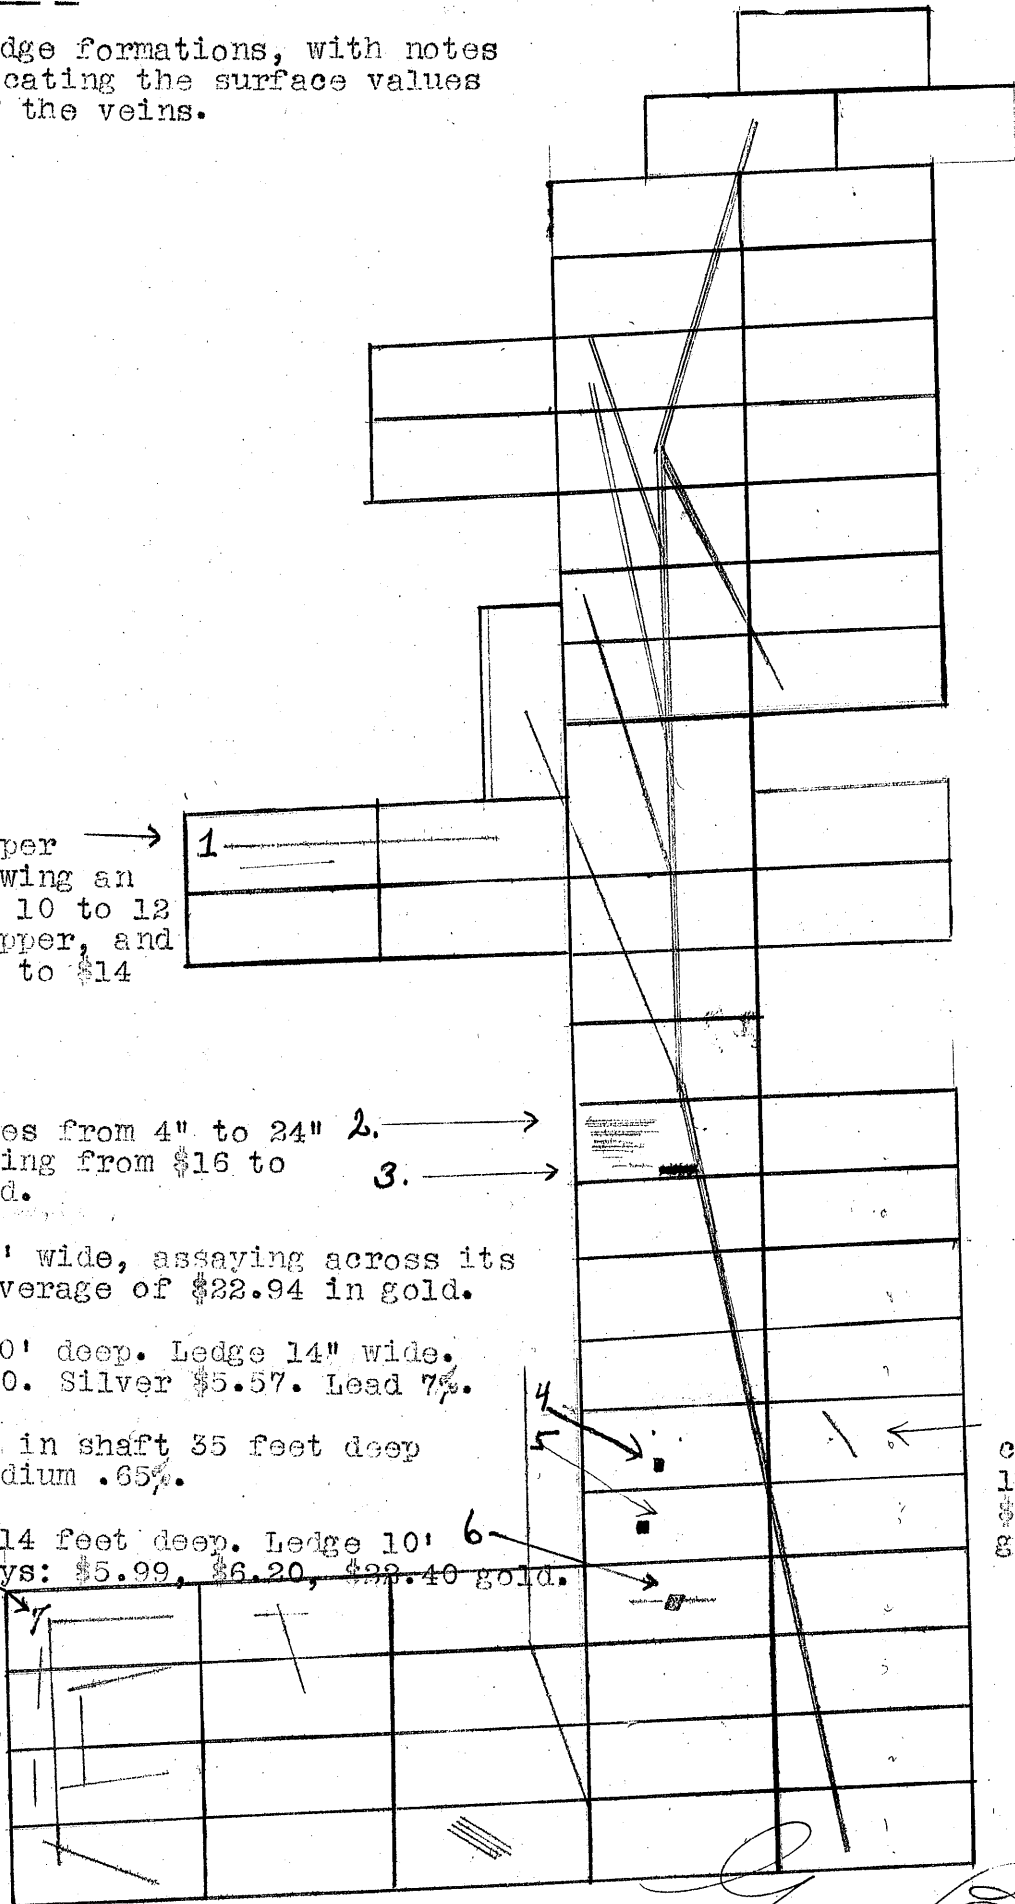 dge formations, with notes
cating the surface values
the veins.
per
1
wing an
10 to 12
pper, and
to $14
es from 4" to 24" 2.
ing from $16 to
3.
d.
' wide, assaying across its
verage of $22.94 in gold.
0' deep. Ledge 14" wide.
0. Silver $5.57. Lead 7%.
4
in shaft 35 feet deep
5
dium .65%.
14 feet deep. Ledge 10' 6
ys: $5.99, $6.20, $22.40 gold.
7